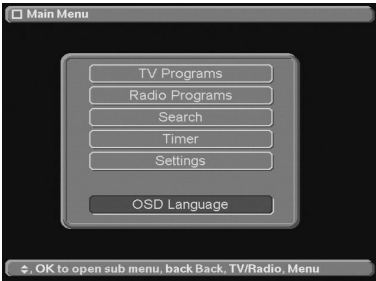 Main Menu
TV Programs
Radio Programs
Search
Timer
Settings
OSD Language
, OK to open sub menu, back Back, TV/Radio, Menu